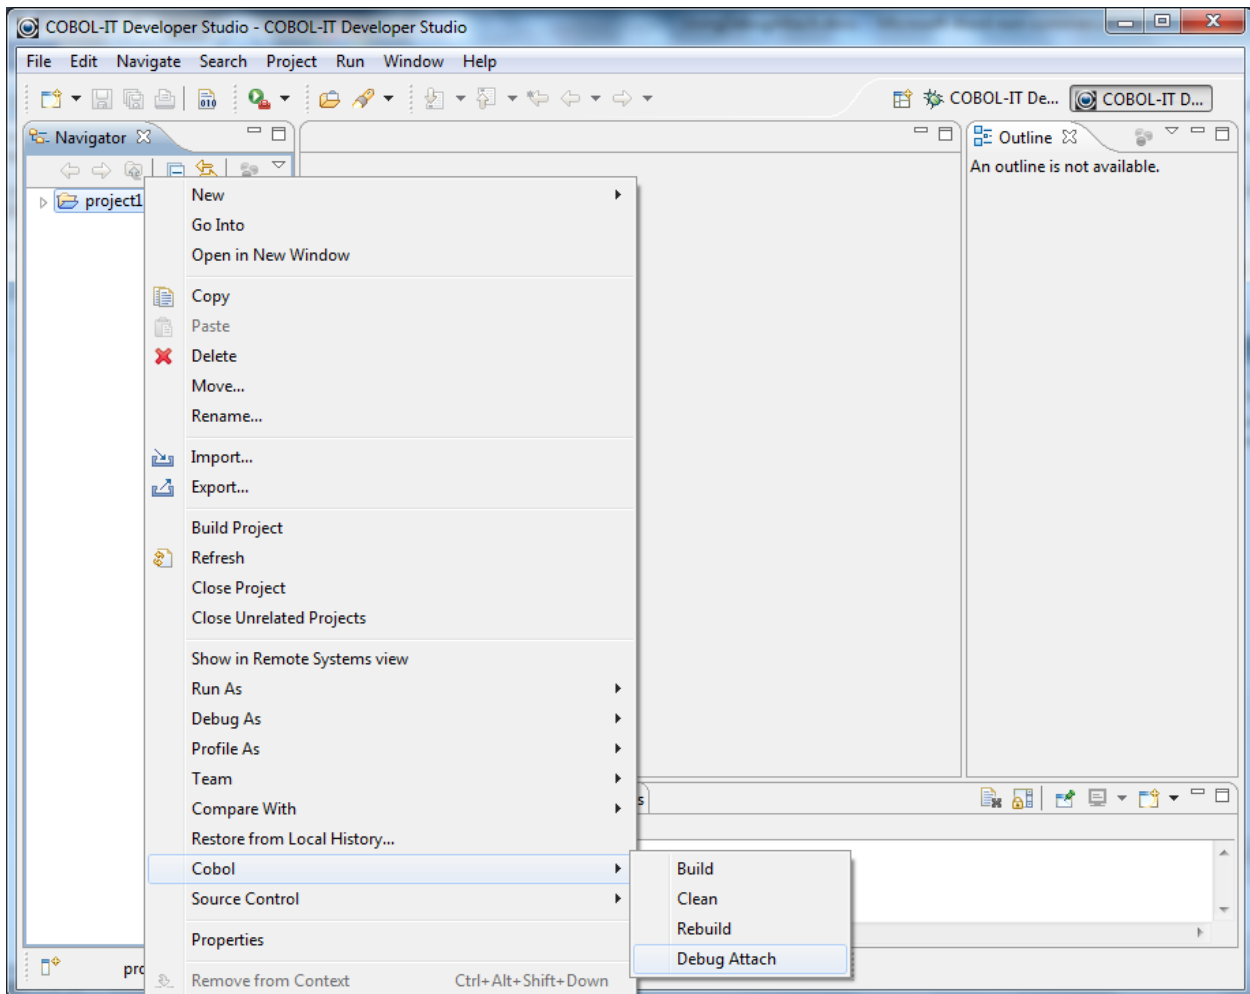 COBOL-IT Developer Studio - COBOL-IT Developer Studio
File Edit Navigate Search Project Run Window Help
COBOL-IT De... COBOL-IT D...
Navigator
Outline
An outline is not available.
project1
New
Go Into
Open in New Window
Copy
Paste
Delete
Move...
Rename...
Import...
Export...
Build Project
Refresh
Close Project
Close Unrelated Projects
Show in Remote Systems view
Run As
Debug As
Profile As
Team
Compare With
Restore from Local History...
Cobol
Source Control
Properties
Remove from Context Ctrl+Alt+Shift+Down
Build
Clean
Rebuild
Debug Attach